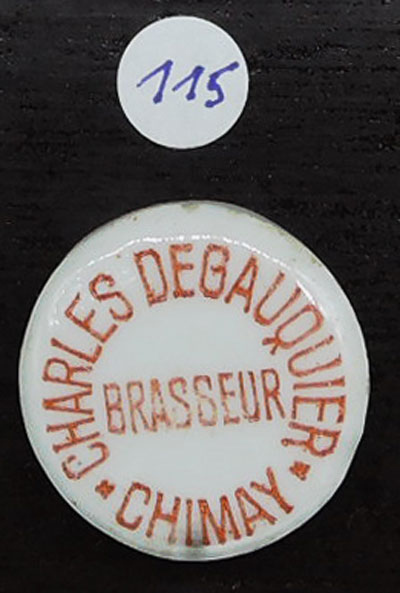 115
CHARLES DEGAUQUIER
BRASSEUR
* CHIMAY *